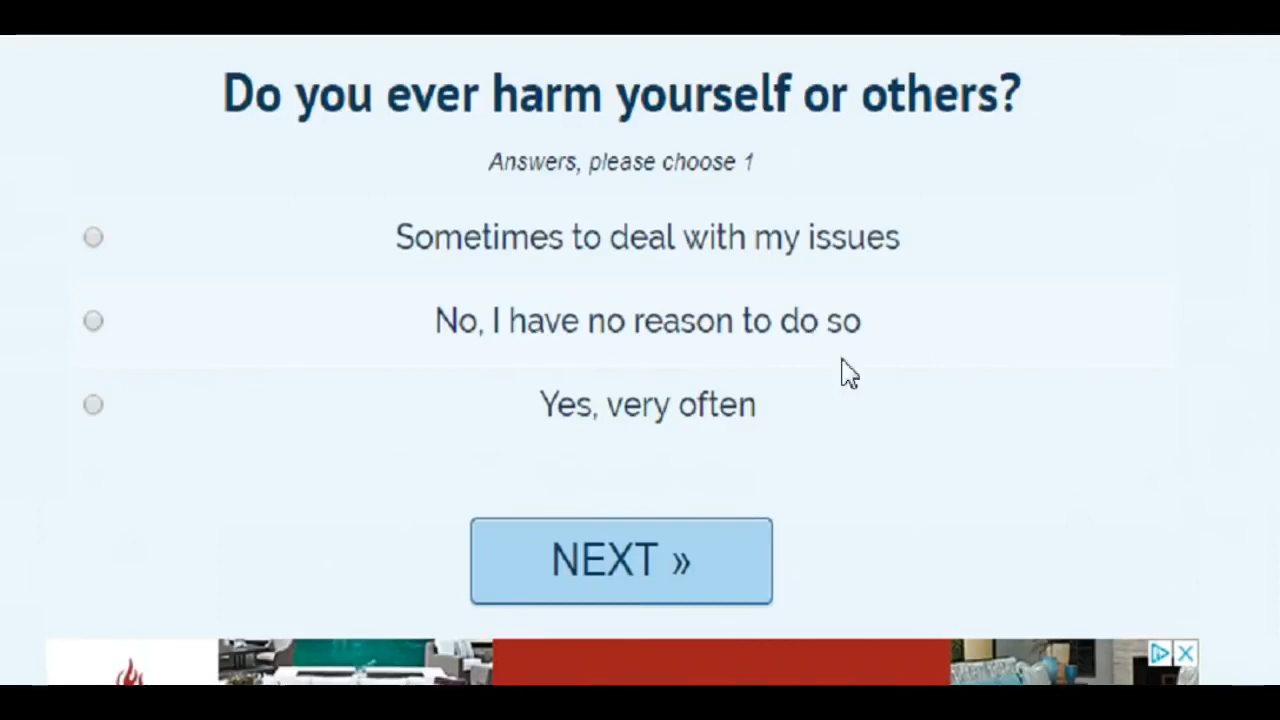 Do you ever harm yourself or others?
Answers, please choose 1
Sometimes to deal with my issues
No, I have no reason to do so
Yes, very often
NEXT »